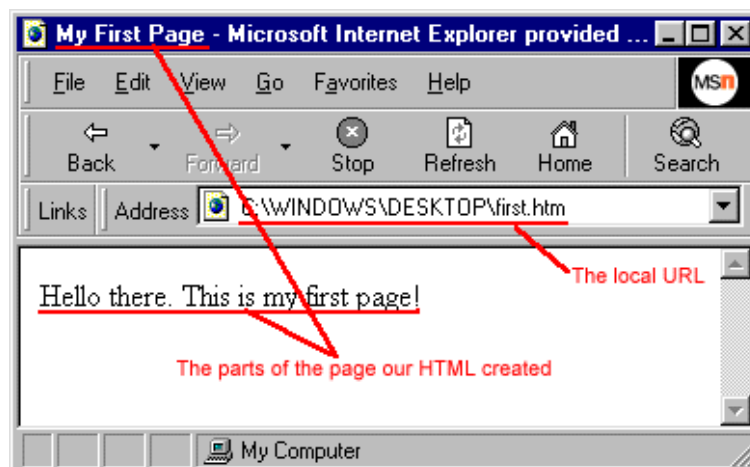 My First Page - Microsoft Internet Explorer provided ...
File Edit View Go Favorites Help
msn
Back Forward Stop Refresh Home Search
Links Address C:\WINDOWS\DESKTOP\first.htm
The local URL
Hello there. This is my first page!
The parts of the page our HTML created
My Computer